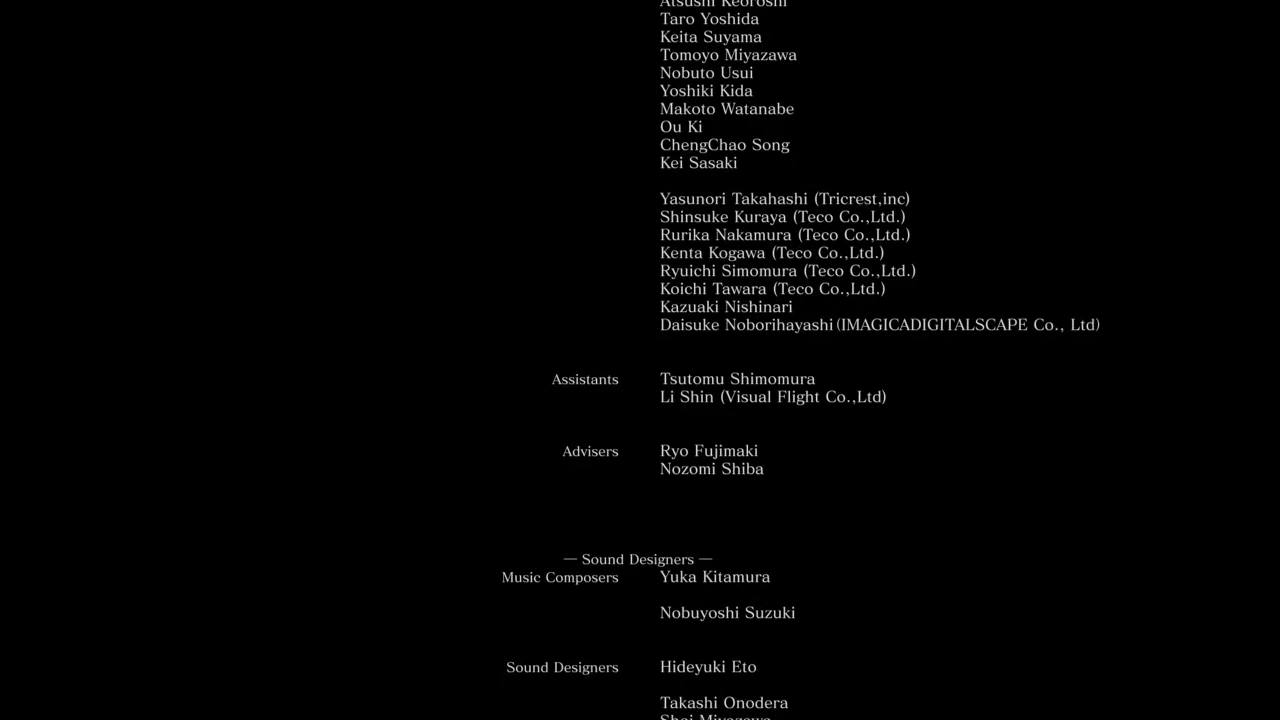 Atsushi Keoroshi
Taro Yoshida
Keita Suyama
Tomoyo Miyazawa
Nobuto Usui
Yoshiki Kida
Makoto Watanabe
Ou Ki
ChengChao Song
Kei Sasaki
Yasunori Takahashi (Tricrest,inc)
Shinsuke Kuraya (Teco Co.,Ltd.)
Rurika Nakamura (Teco Co.,Ltd.)
Kenta Kogawa (Teco Co.,Ltd.)
Ryuichi Simomura (Teco Co.,Ltd.)
Koichi Tawara (Teco Co.,Ltd.)
Kazuaki Nishinari
Daisuke Noborihayashi(IMAGICADIGITALSCAPE Co., Ltd)
Assistants Tsutomu Shimomura
Li Shin (Visual Flight Co.,Ltd)
Advisers Ryo Fujimaki
Nozomi Shiba
— Sound Designers —
Music Composers Yuka Kitamura
Nobuyoshi Suzuki
Sound Designers Hideyuki Eto
Takashi Onodera
Shoi Miyazawa